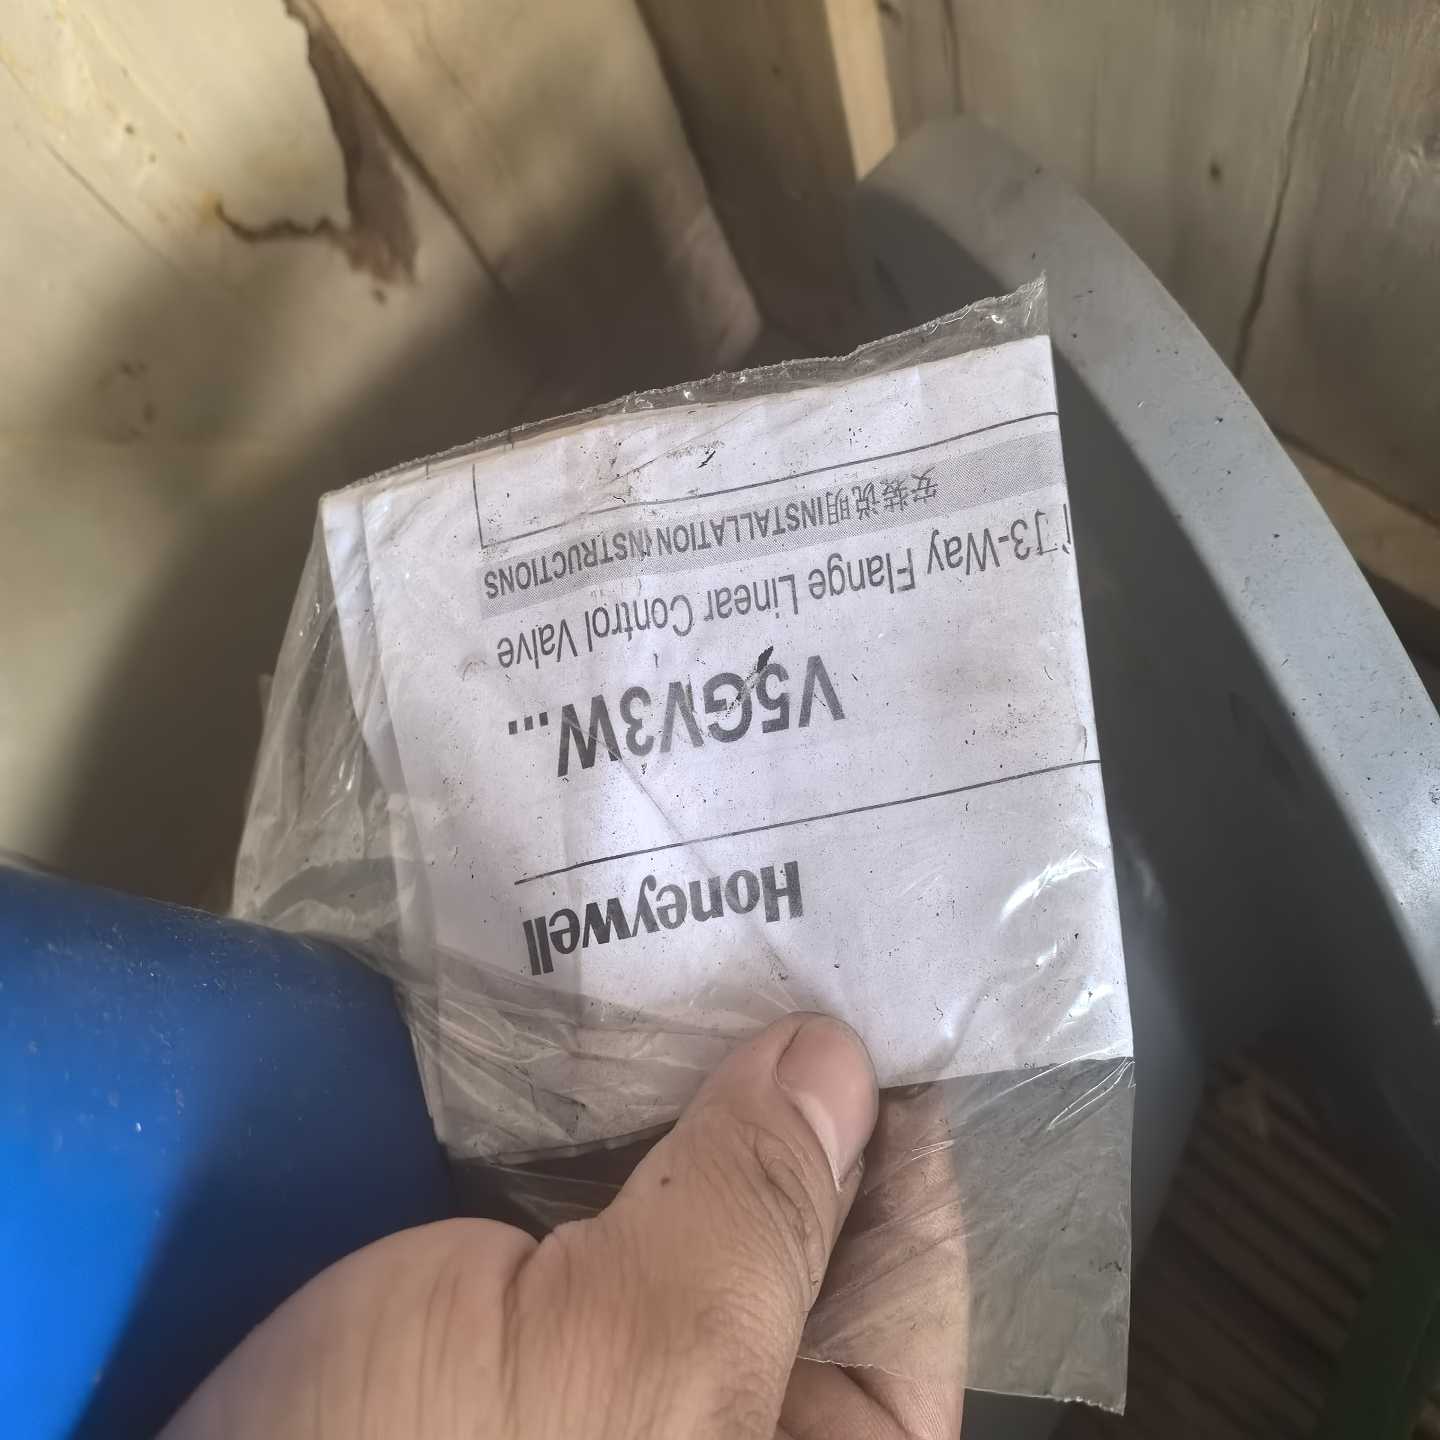 Honeywell
V5GV3W...
3-Way Flange Linear Control Valve
安装说明INSTALLATION INSTRUCTIONS